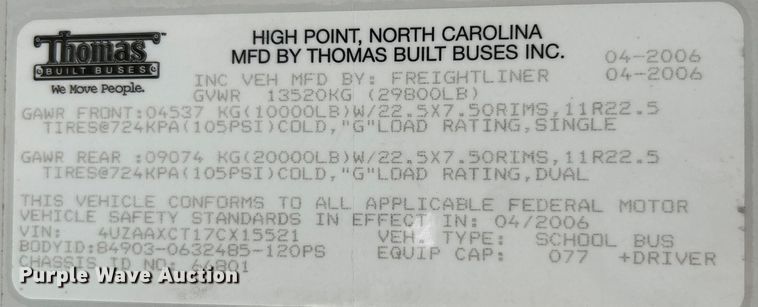 Thomas
BUILT BUSES
We Move People.
HIGH POINT, NORTH CAROLINA
MFD BY THOMAS BUILT BUSES INC. 04-2006
INC VEH MFD BY: FREIGHTLINER 04-2006
GVWR 13520KG (29800LB)
GAWR FRONT:04537 KG(10000LB)W/22.5X7.50RIMS,11R22.5
TIRES@724KPA(105PSI)COLD,"G"LOAD RATING,SINGLE
GAWR REAR :09074 KG(20000LB)W/22.5X7.50RIMS,11R22.5
TIRES@724KPA(105PSI)COLD,"G"LOAD RATING,DUAL
THIS VEHICLE CONFORMS TO ALL APPLICABLE FEDERAL MOTOR
VEHICLE SAFETY STANDARDS IN EFFECT IN: 04/2006
VIN: 4UZAAXCT17CX15521 VEH. TYPE: SCHOOL BUS
BODYID:84903-0632485-120PS EQUIP CAP: 077 +DRIVER
CHASSIS ID NO:
Purple Wave Auction